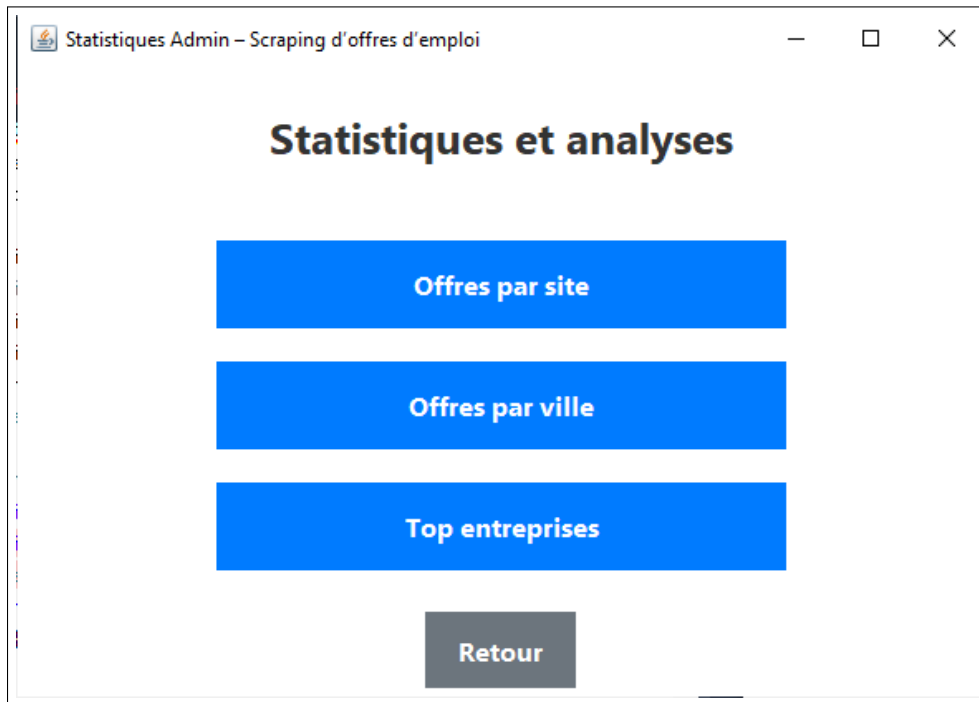 Statistiques Admin – Scraping d'offres d'emploi
Statistiques et analyses
Offres par site
Offres par ville
Top entreprises
Retour